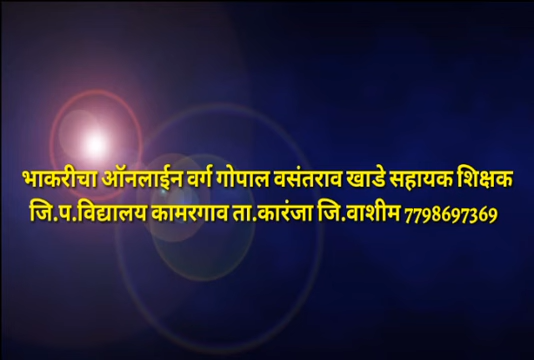 भाकरीचा ऑनलाईन वर्ग गोपाल वसंतराव खाडे सहायक शिक्षक
जि.प.विद्यालय कामरगाव ता.कारंजा जि.वाशीम 7798697369